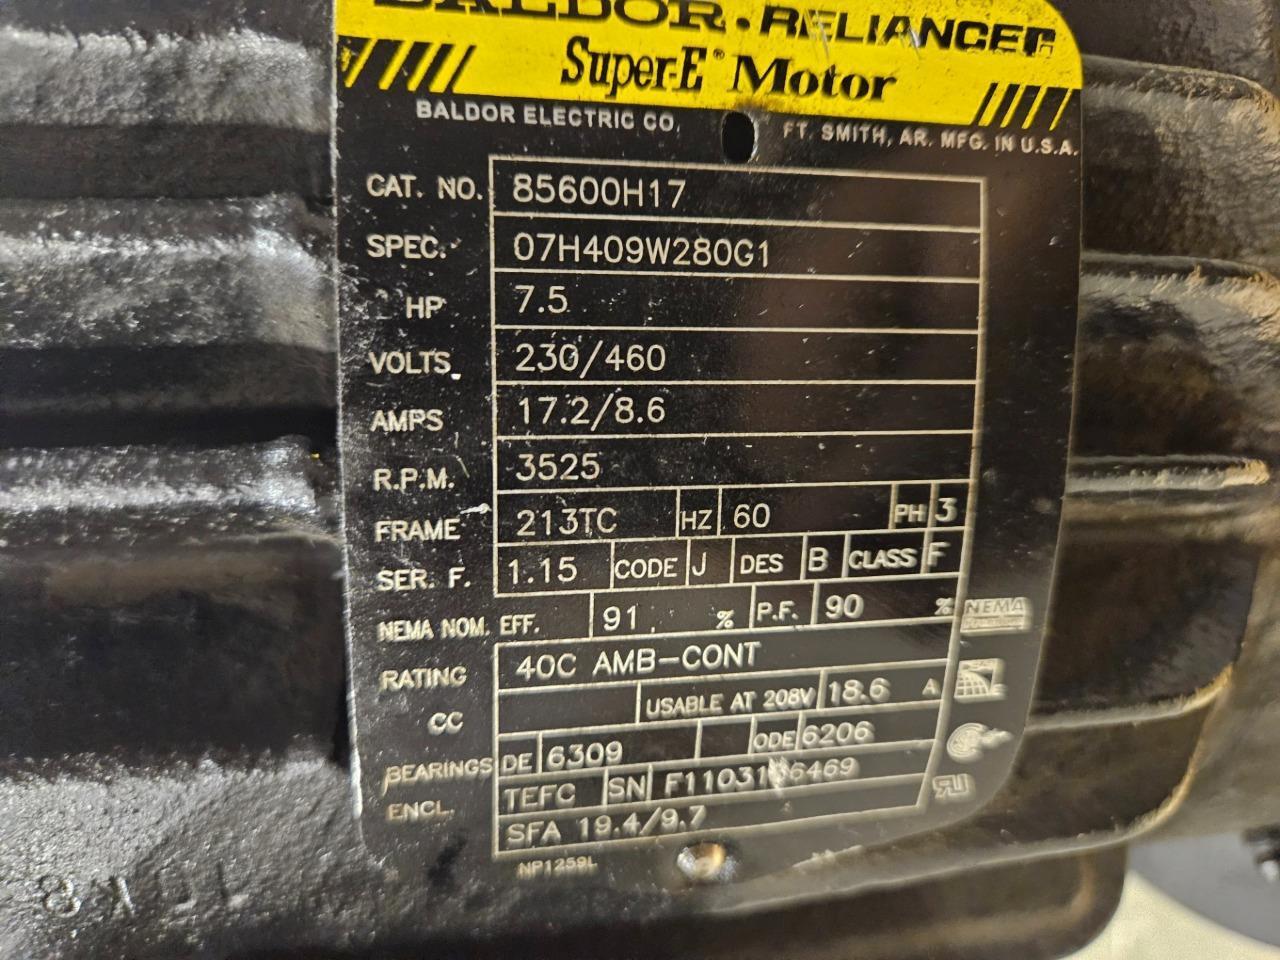 BALDOR • RELIANCER
Super-E® Motor
BALDOR ELECTRIC CO. FT. SMITH, AR. MFG. IN U.S.A.
CAT. NO. 85600H17
SPEC. 07H409W280G1
HP 7.5
VOLTS 230/460
AMPS 17.2/8.6
R.P.M. 3525
FRAME 213TC HZ 60 PH 3
SER. F. 1.15 CODE J DES B CLASS F
NEMA NOM. EFF. 91 % P.F. 90 %
NEMA
RATING 40C AMB-CONT
CC USABLE AT 208V 18.6 A
BEARINGS DE 6309 ODE 6206
ENCL. TEFC SN
SFA 19.4/9.7
NP1259L